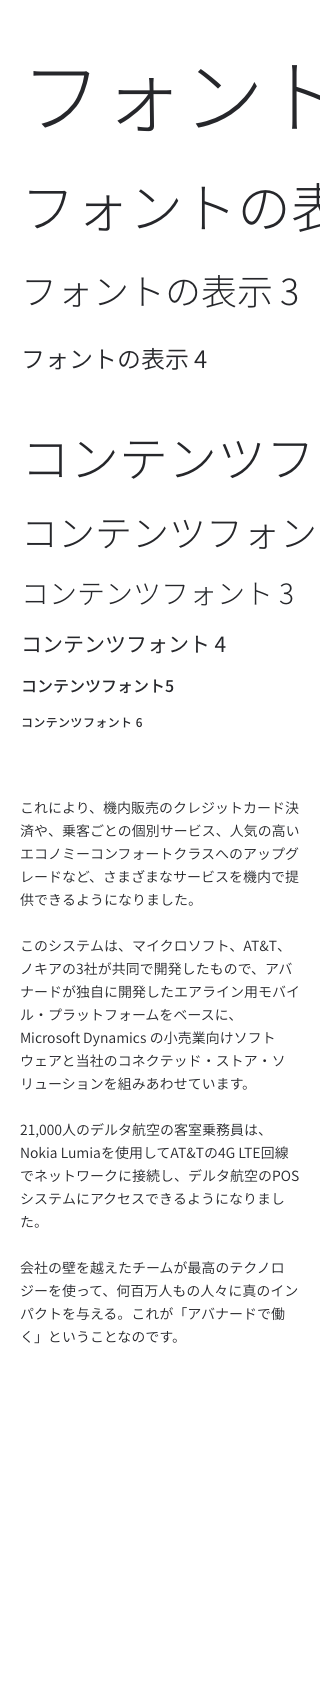 フォント
フォントの表
フォントの表示 3
フォントの表示 4
コンテンツフ
コンテンツフォン
コンテンツフォント 3
コンテンツフォント 4
コンテンツフォント5
コンテンツフォント 6
これにより、機内販売のクレジットカード決
済や、乗客ごとの個別サービス、人気の高い
エコノミーコンフォートクラスへのアップグ
レードなど、さまざまなサービスを機内で提
供できるようになりました。
このシステムは、マイクロソフト、AT&T、
ノキアの3社が共同で開発したもので、アバ
ナードが独自に開発したエアライン用モバイ
ル・プラットフォームをベースに、
Microsoft Dynamics の小売業向けソフト
ウェアと当社のコネクテッド・ストア・ソ
リューションを組みあわせています。
21,000人のデルタ航空の客室乗務員は、
Nokia Lumiaを使用してAT&Tの4G LTE回線
でネットワークに接続し、デルタ航空のPOS
システムにアクセスできるようになりまし
た。
会社の壁を越えたチームが最高のテクノロ
ジーを使って、何百万人もの人々に真のイン
パクトを与える。これが「アバナードで働
く」ということなのです。